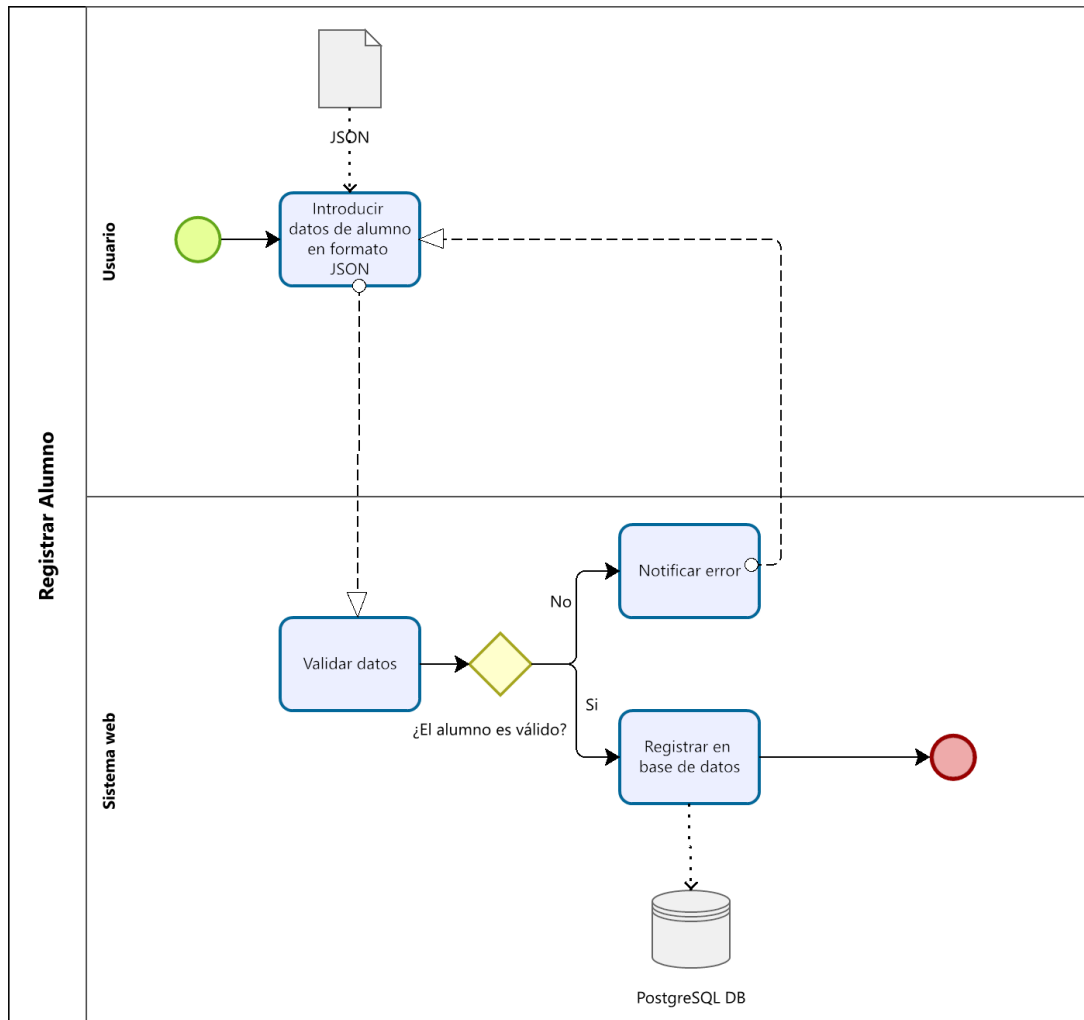 Registrar Alumno
Usuario
JSON
Introducir
datos de alumno
en formato
JSON
Sistema web
Validar datos
¿El alumno es válido?
No
Notificar error
Si
Registrar en
base de datos
PostgreSQL DB